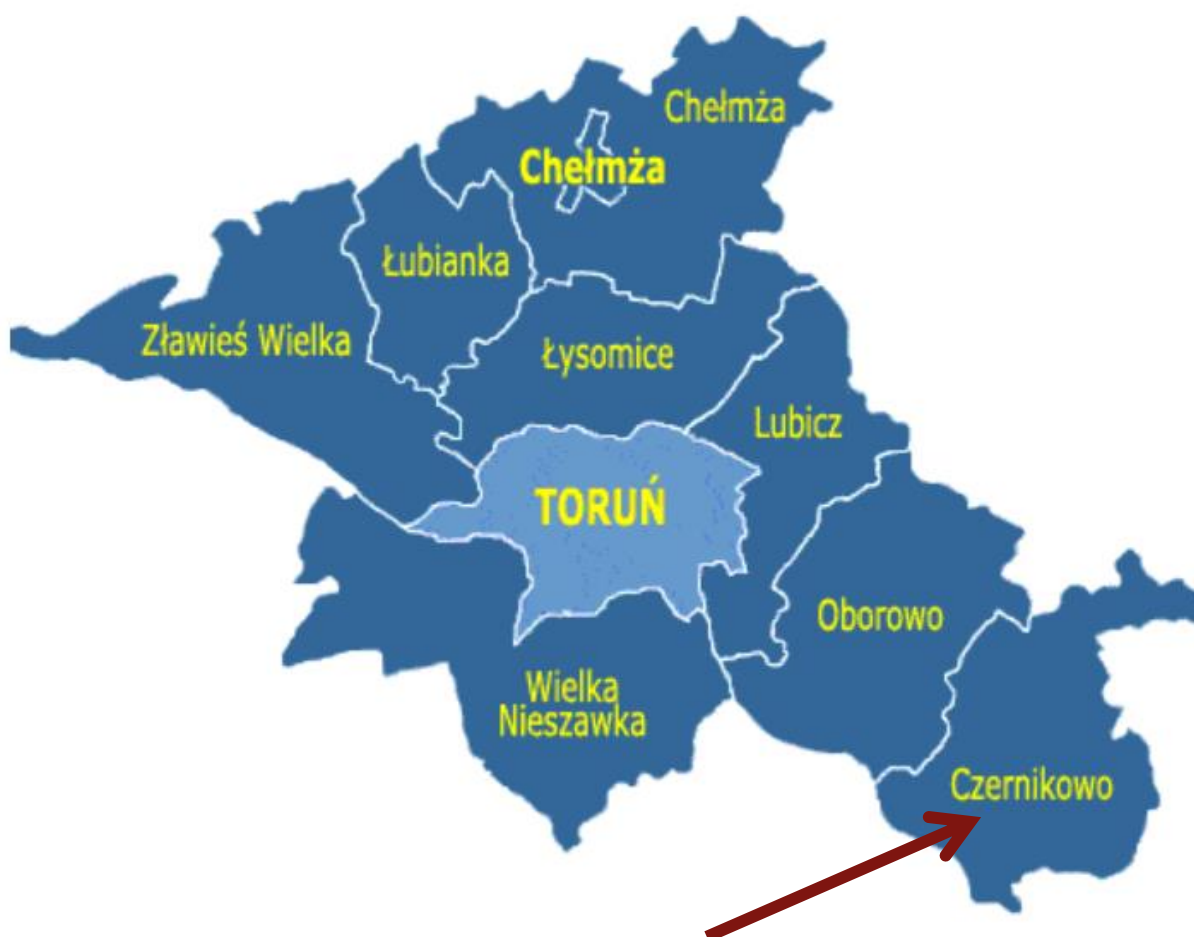 Chełmża
Chełmża
Łubianka
Zławieś Wielka
Łysomice
Lubicz
TORUŃ
Oborowo
Wielka
Nieszawka
Czernikowo